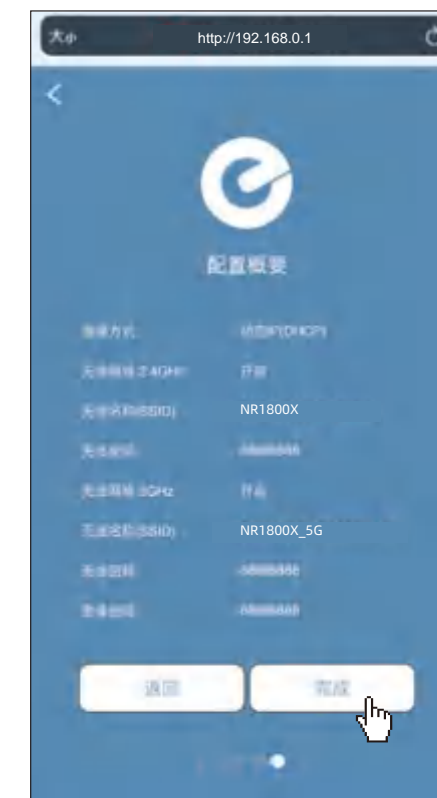 大小 http://192.168.0.1
配置概要
连接方式 动态IP(DHCP)
无线网络 2.4GHz 开启
无线名称(SSID) NR1800X
无线密码
无线网络 5GHz 开启
无线名称(SSID) NR1800X_5G
无线密码
登录密码
返回 完成